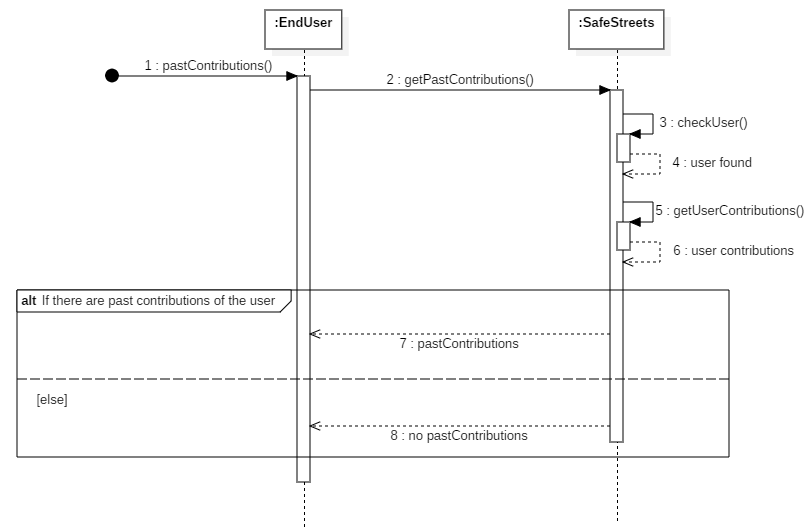 :EndUser
:SafeStreets
1 : pastContributions()
2 : getPastContributions()
3 : checkUser()
4 : user found
5 : getUserContributions()
6 : user contributions
alt If there are past contributions of the user
7 : pastContributions
[else]
8 : no pastContributions